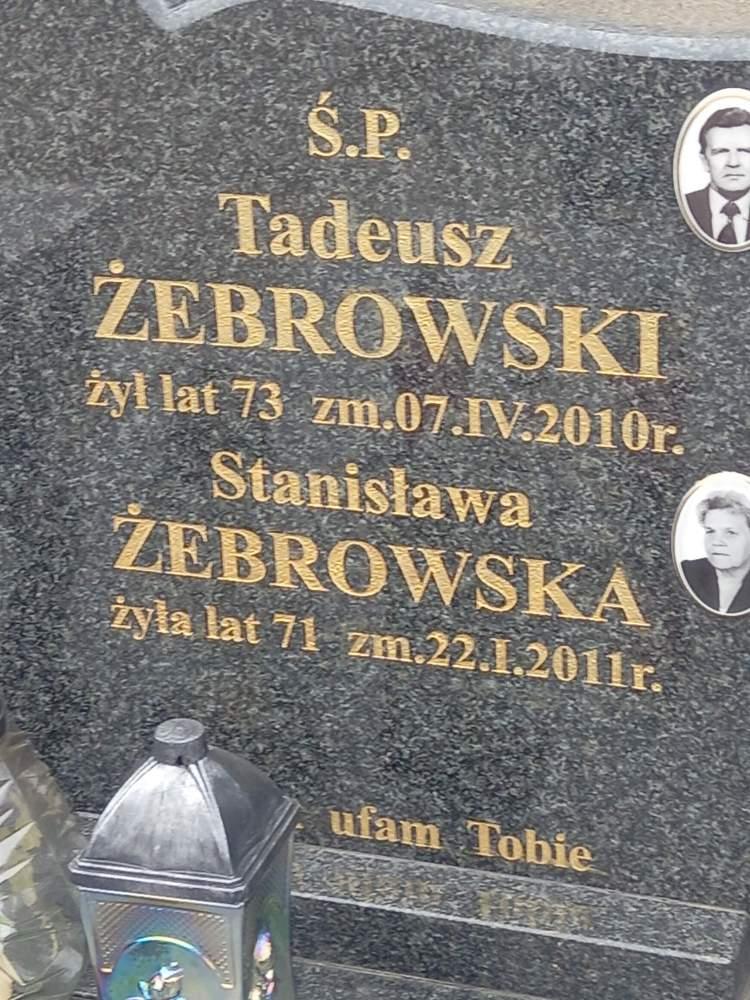 Ś.P.
Tadeusz
ŻEBROWSKI
żył lat 73 zm.07.IV.2010r.
Stanisława
ŻEBROWSKA
żyła lat 71 zm.22.I.2011r.
ufam Tobie